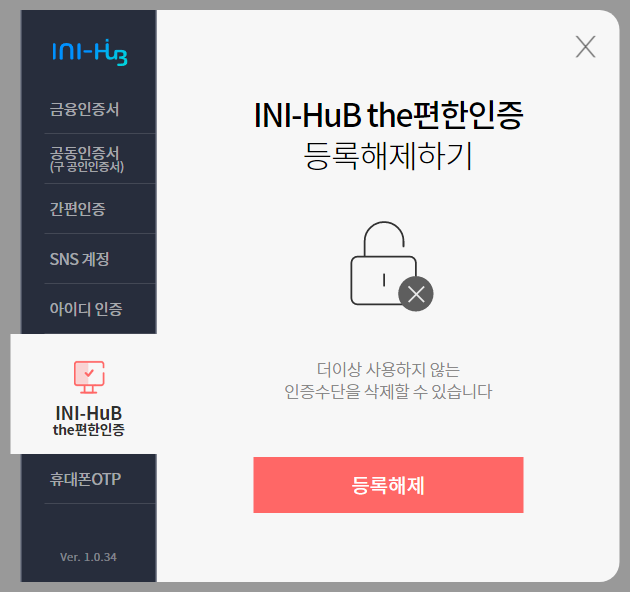 INI-HuB
금융인증서
공동인증서
(구 공인인증서)
간편인증
SNS 계정
아이디 인증
INI-HuB
the편한인증
휴대폰OTP
Ver. 1.0.34
INI-HuB the편한인증
등록해제하기
더이상 사용하지 않는
인증수단을 삭제할 수 있습니다
등록해제